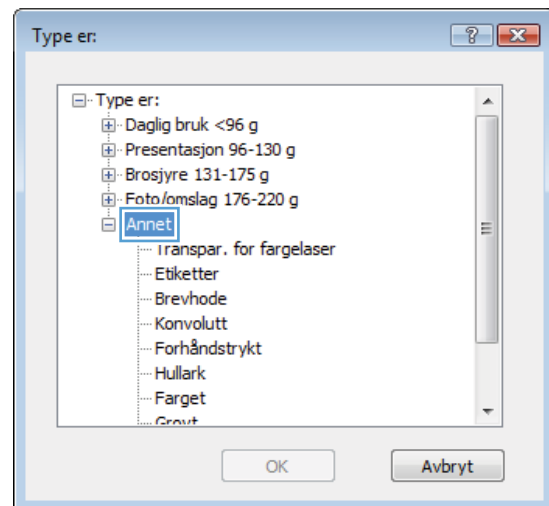 Type er:
Type er:
Daglig bruk <96 g
Presentasjon 96-130 g
Brosjyre 131-175 g
Foto/omslag 176-220 g
Annet
Transpar. for fargelaser
Etiketter
Brevhode
Konvolutt
Forhåndstrykt
Hullark
Farget
Grovt
OK
Avbryt